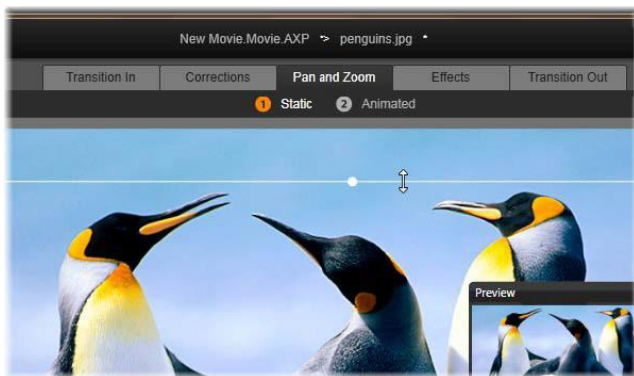 New Movie.Movie.AXP > penguins.jpg
Transition In Corrections Pan and Zoom Effects Transition Out
1 Static 2 Animated
Preview